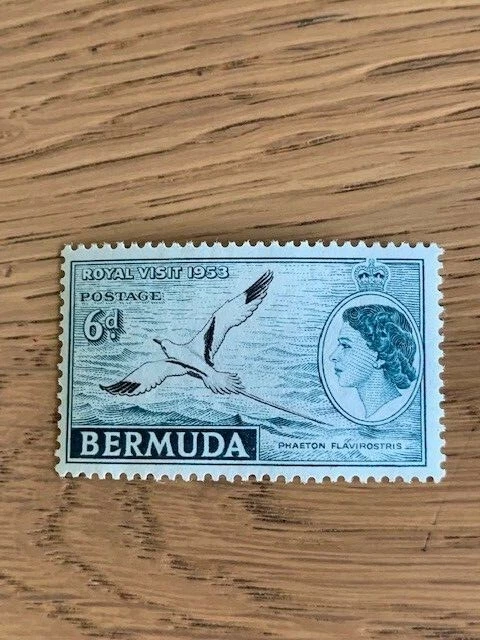 ROYAL VISIT 1953
POSTAGE
6d
BERMUDA
PHAETON FLAVIROSTRIS